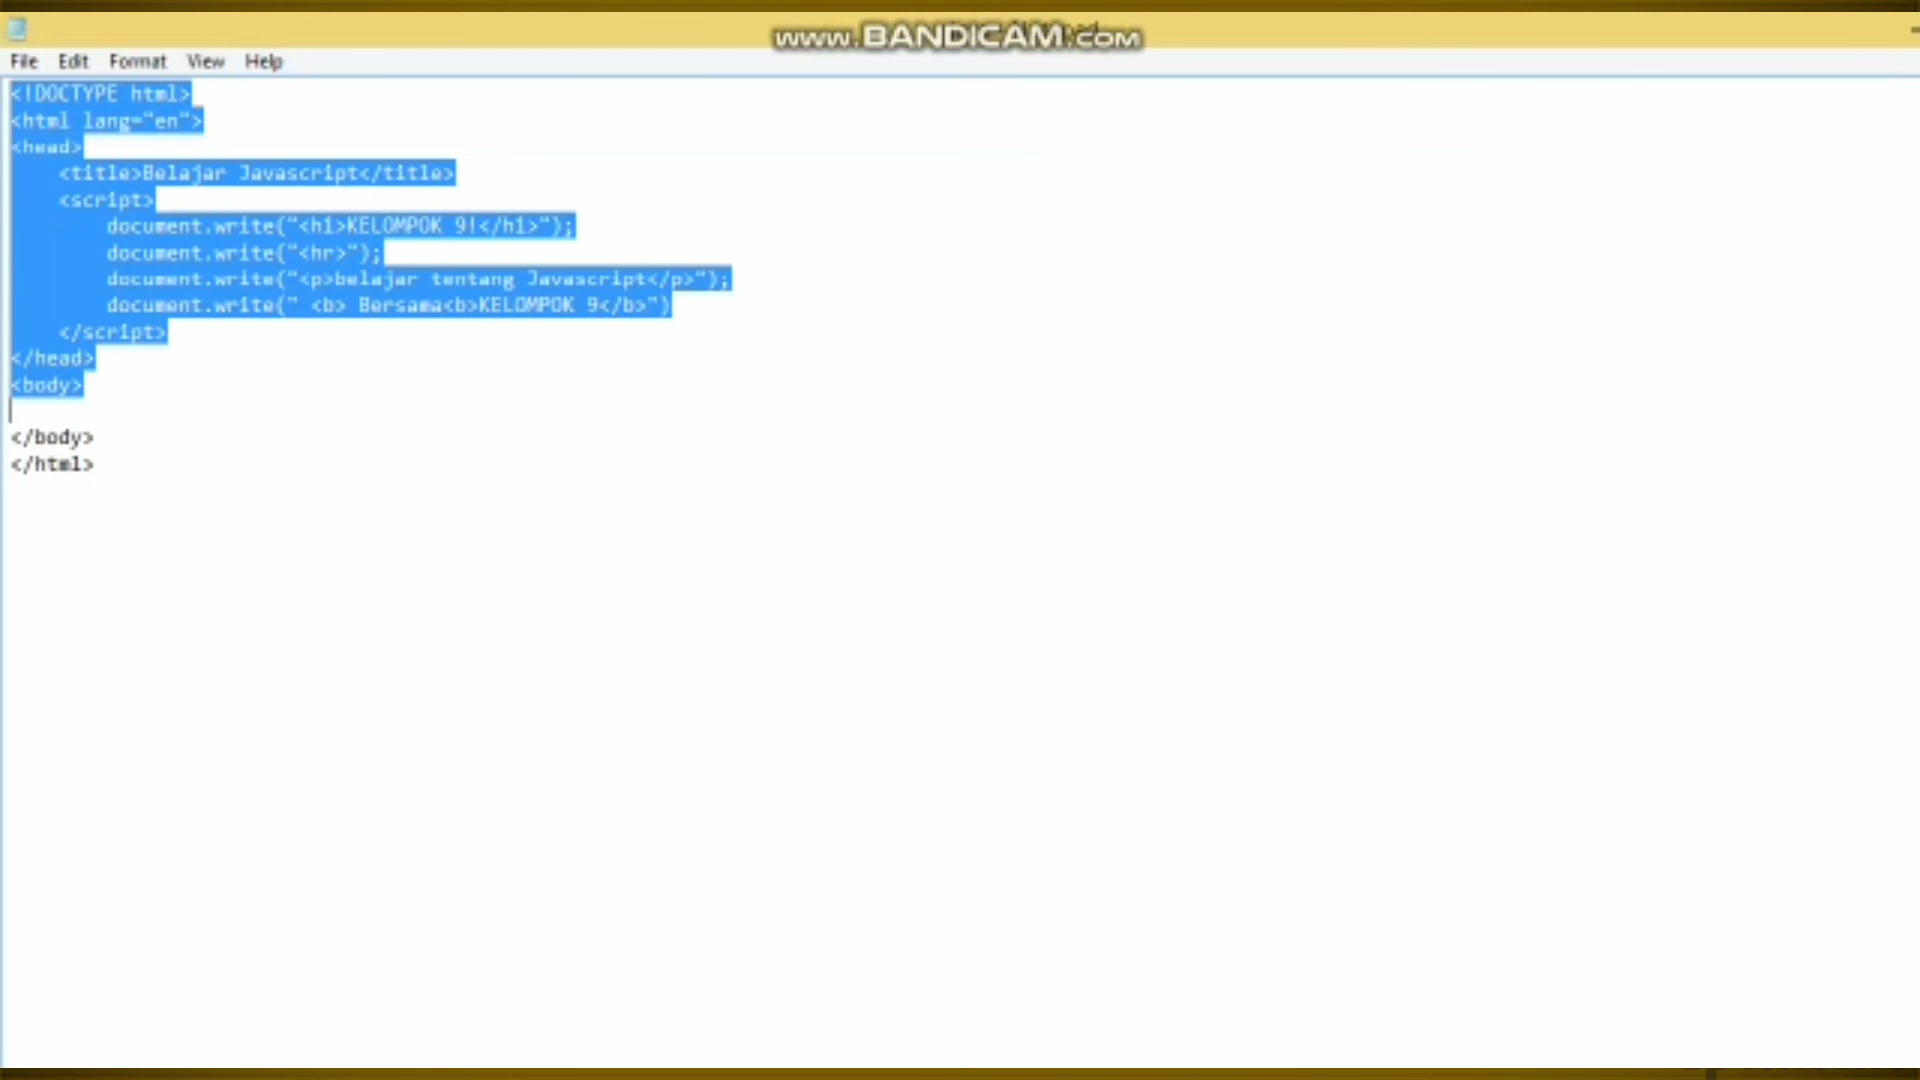 www.BANDICAM.com
File Edit Format View Help
<!DOCTYPE html>
<html lang="en">
<head>
    <title>Belajar Javascript</title>
    <script>
        document.write("<h1>KELOMPOK 9!</h1>");
        document.write("<hr>");
        document.write("<p>belajar tentang Javascript</p>");
        document.write(" <b> Bersama<b>KELOMPOK 9</b>")
    </script>
</head>
<body>
</body>
</html>